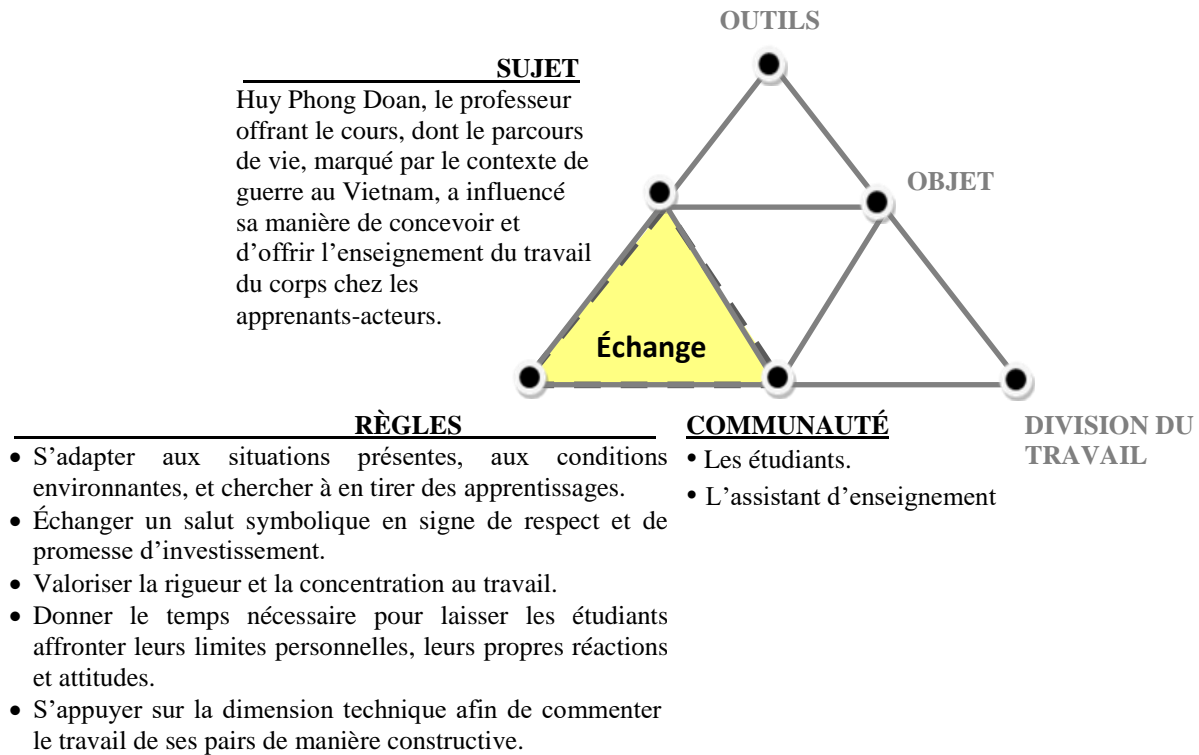 OUTILS
SUJET
Huy Phong Doan, le professeur
offrant le cours, dont le parcours
de vie, marqué par le contexte de
guerre au Vietnam, a influencé
sa manière de concevoir et
d’offrir l’enseignement du travail
du corps chez les
apprenants-acteurs.
OBJET
Échange
RÈGLES
• S’adapter aux situations présentes, aux conditions
environnantes, et chercher à en tirer des apprentissages.
• Échanger un salut symbolique en signe de respect et de
promesse d’investissement.
• Valoriser la rigueur et la concentration au travail.
• Donner le temps nécessaire pour laisser les étudiants
affronter leurs limites personnelles, leurs propres réactions
et attitudes.
• S’appuyer sur la dimension technique afin de commenter
le travail de ses pairs de manière constructive.
COMMUNAUTÉ
• Les étudiants.
• L’assistant d’enseignement
DIVISION DU
TRAVAIL